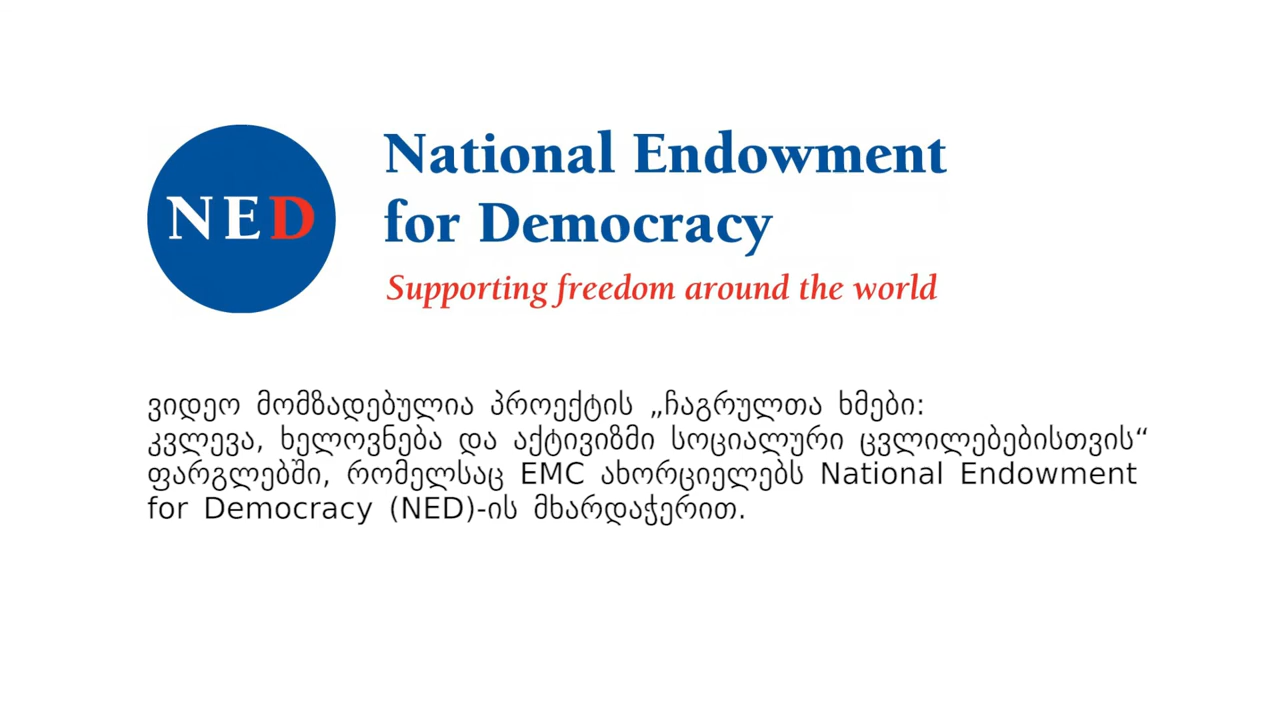 NED
National Endowment
for Democracy
Supporting freedom around the world
ვიდეო მომზადებულია პროექტის „ჩაგრულთა ხმები:
კვლევა, ხელოვნება და აქტივიზმი სოციალური ცვლილებებისთვის“
ფარგლებში, რომელსაც EMC ახორციელებს National Endowment
for Democracy (NED)-ის მხარდაჭერით.